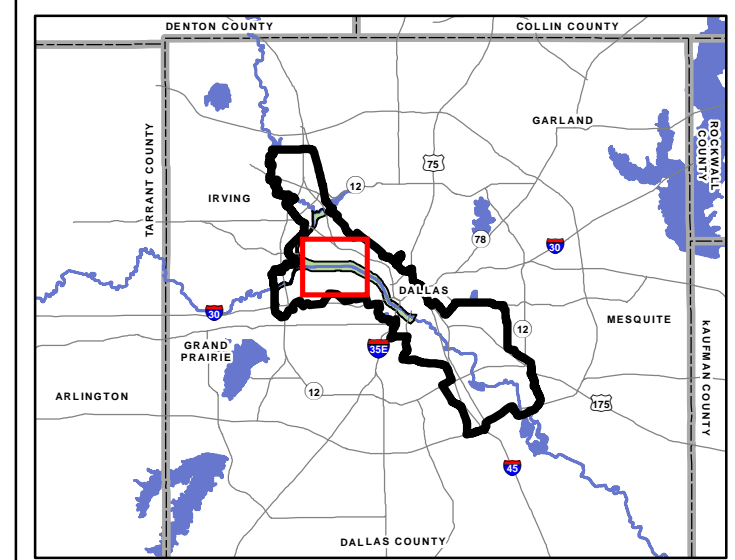 DENTON COUNTY
COLLIN COUNTY
TARRANT COUNTY
ROCKWALL
COUNTY
GARLAND
75
12
IRVING
78
30
DALLAS
30
12
MESQUITE
KAUFMAN COUNTY
GRAND
PRAIRIE
35E
12
ARLINGTON
175
45
DALLAS COUNTY